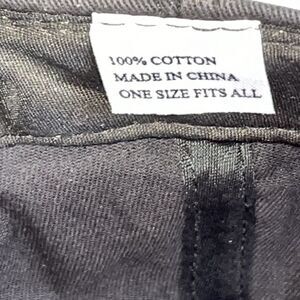 100% COTTON
MADE IN CHINA
ONE SIZE FITS ALL